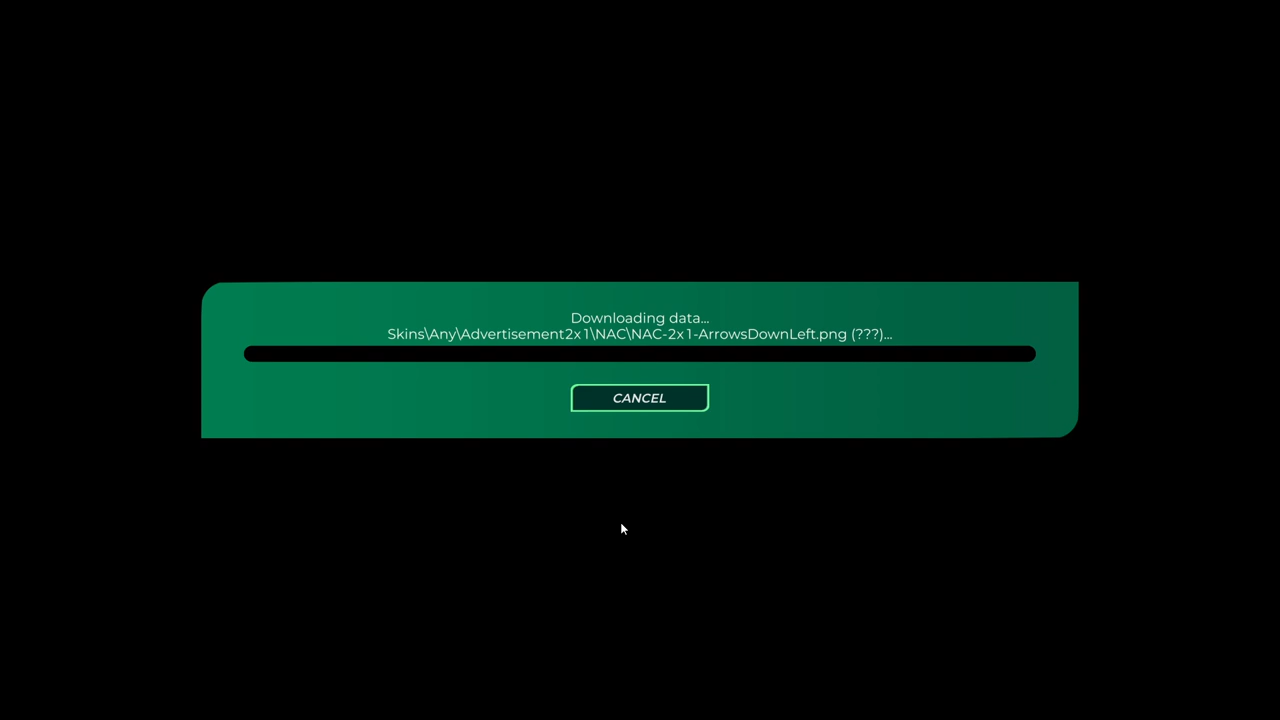 Downloading data...
Skins\Any\Advertisement2x1\NAC\NAC-2x1-ArrowsDownLeft.png (???)...
CANCEL